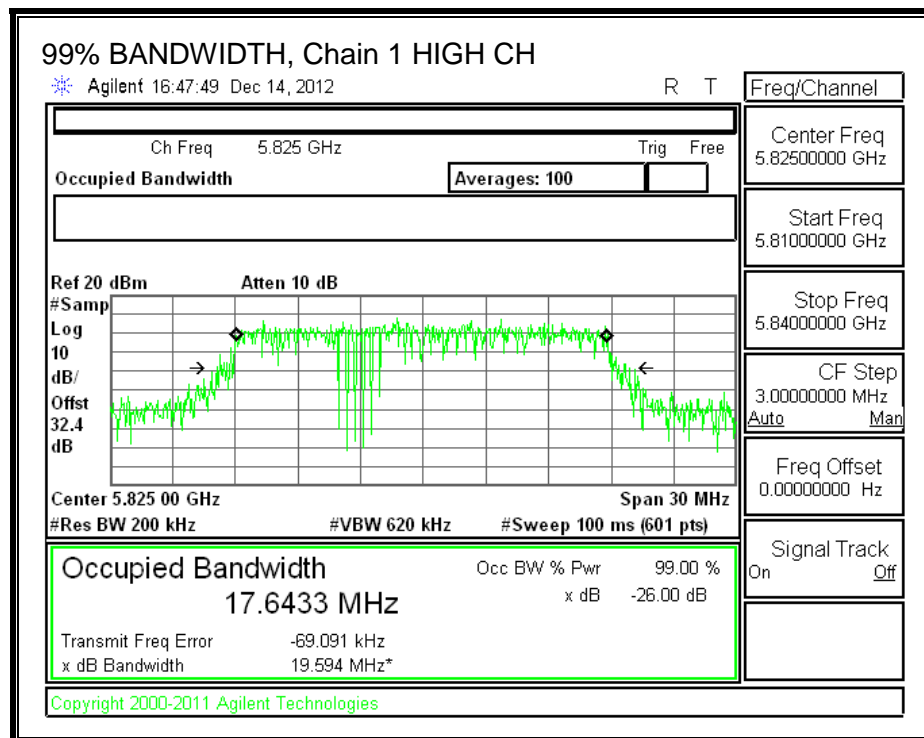 99% BANDWIDTH, Chain 1 HIGH CH
Agilent 16:47:49 Dec 14, 2012 R T
Ch Freq 5.825 GHz Trig Free
Occupied Bandwidth Averages: 100
Ref 20 dBm Atten 10 dB
#Samp
Log
10
dB/
Offst
32.4
dB
Center 5.825 00 GHz Span 30 MHz
#Res BW 200 kHz #VBW 620 kHz #Sweep 100 ms (601 pts)
Occupied Bandwidth Occ BW % Pwr 99.00 %
17.6433 MHz x dB -26.00 dB
Transmit Freq Error -69.091 kHz
x dB Bandwidth 19.594 MHz*
Copyright 2000-2011 Agilent Technologies
Freq/Channel
Center Freq
5.82500000 GHz
Start Freq
5.81000000 GHz
Stop Freq
5.84000000 GHz
CF Step
3.00000000 MHz
Auto Man
Freq Offset
0.00000000 Hz
Signal Track
On Off